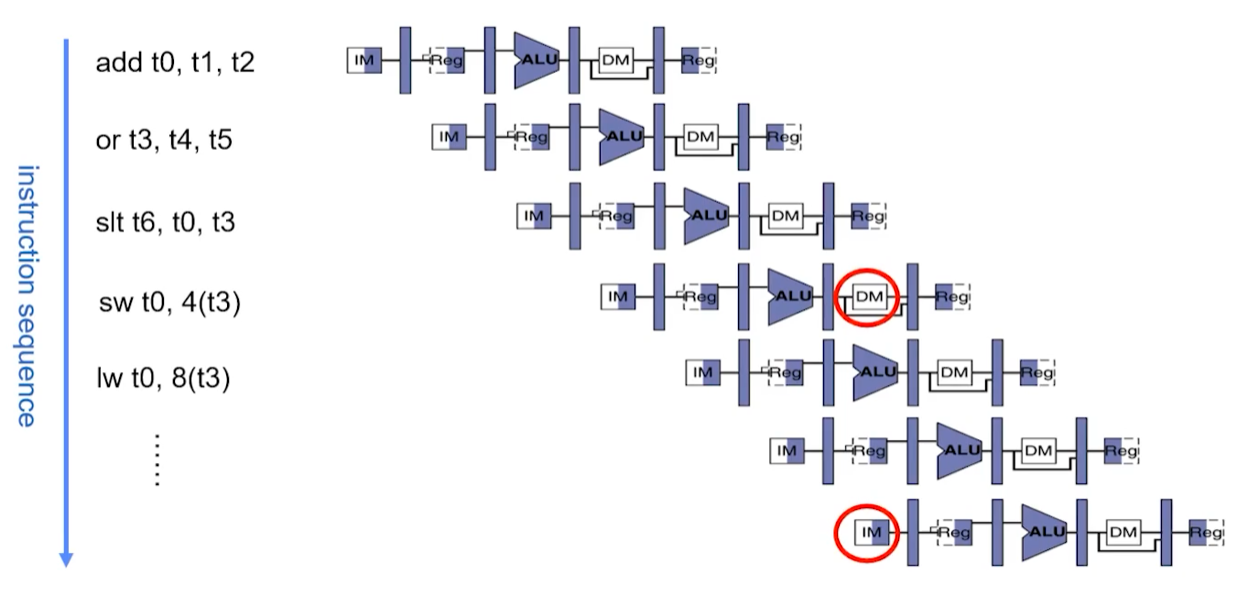 add t0, t1, t2 IM Reg ALU DM Reg
or t3, t4, t5 IM Reg ALU DM Reg
slt t6, t0, t3 IM Reg ALU DM Reg
sw t0, 4(t3) IM Reg ALU DM Reg
lw t0, 8(t3) IM Reg ALU DM Reg
...... IM Reg ALU DM Reg
IM Reg ALU DM Reg
instruction sequence